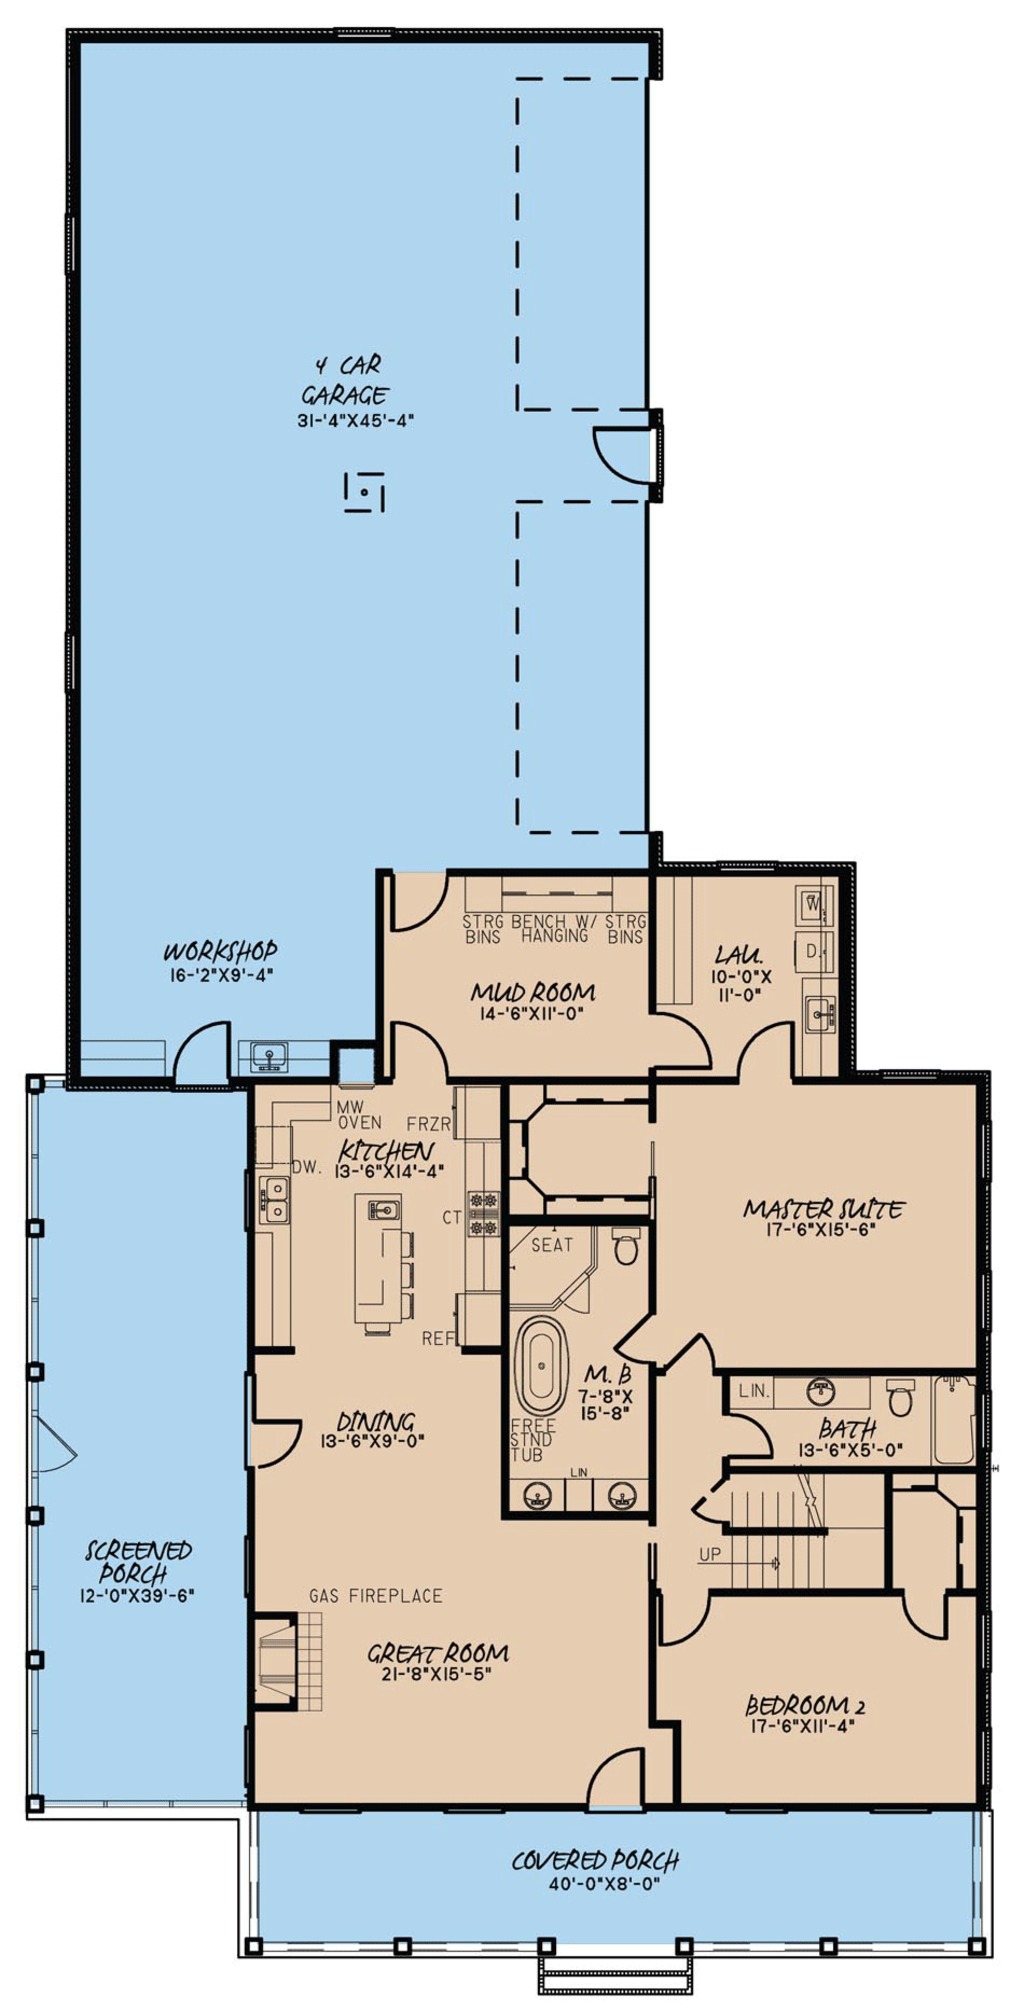 4 CAR
GARAGE
31-'4"X45'-4"
WORKSHOP
16-'2"X9'-4"
STRG
BINS
BENCH W/
HANGING
STRG
BINS
MUD ROOM
14-'6"X11'-0"
W
D.
LAU.
10-'0"X
11'-0"
MW
OVEN
FRZR
KITCHEN
13-'6"X14'-4"
DW.
CT
REF
SEAT
MASTER SUITE
17-'6"X15'-6"
M. B
7-'8"X
15'-8"
FREE
STND
TUB
LIN
LIN.
BATH
13-'6"X5'-0"
DINING
13-'6"X9'-0"
UP
SCREENED
PORCH
12-'0"X39'-6"
GAS FIREPLACE
GREAT ROOM
21-'8"X15'-5"
BEDROOM 2
17-'6"X11'-4"
COVERED PORCH
40'-0"X8'-0"